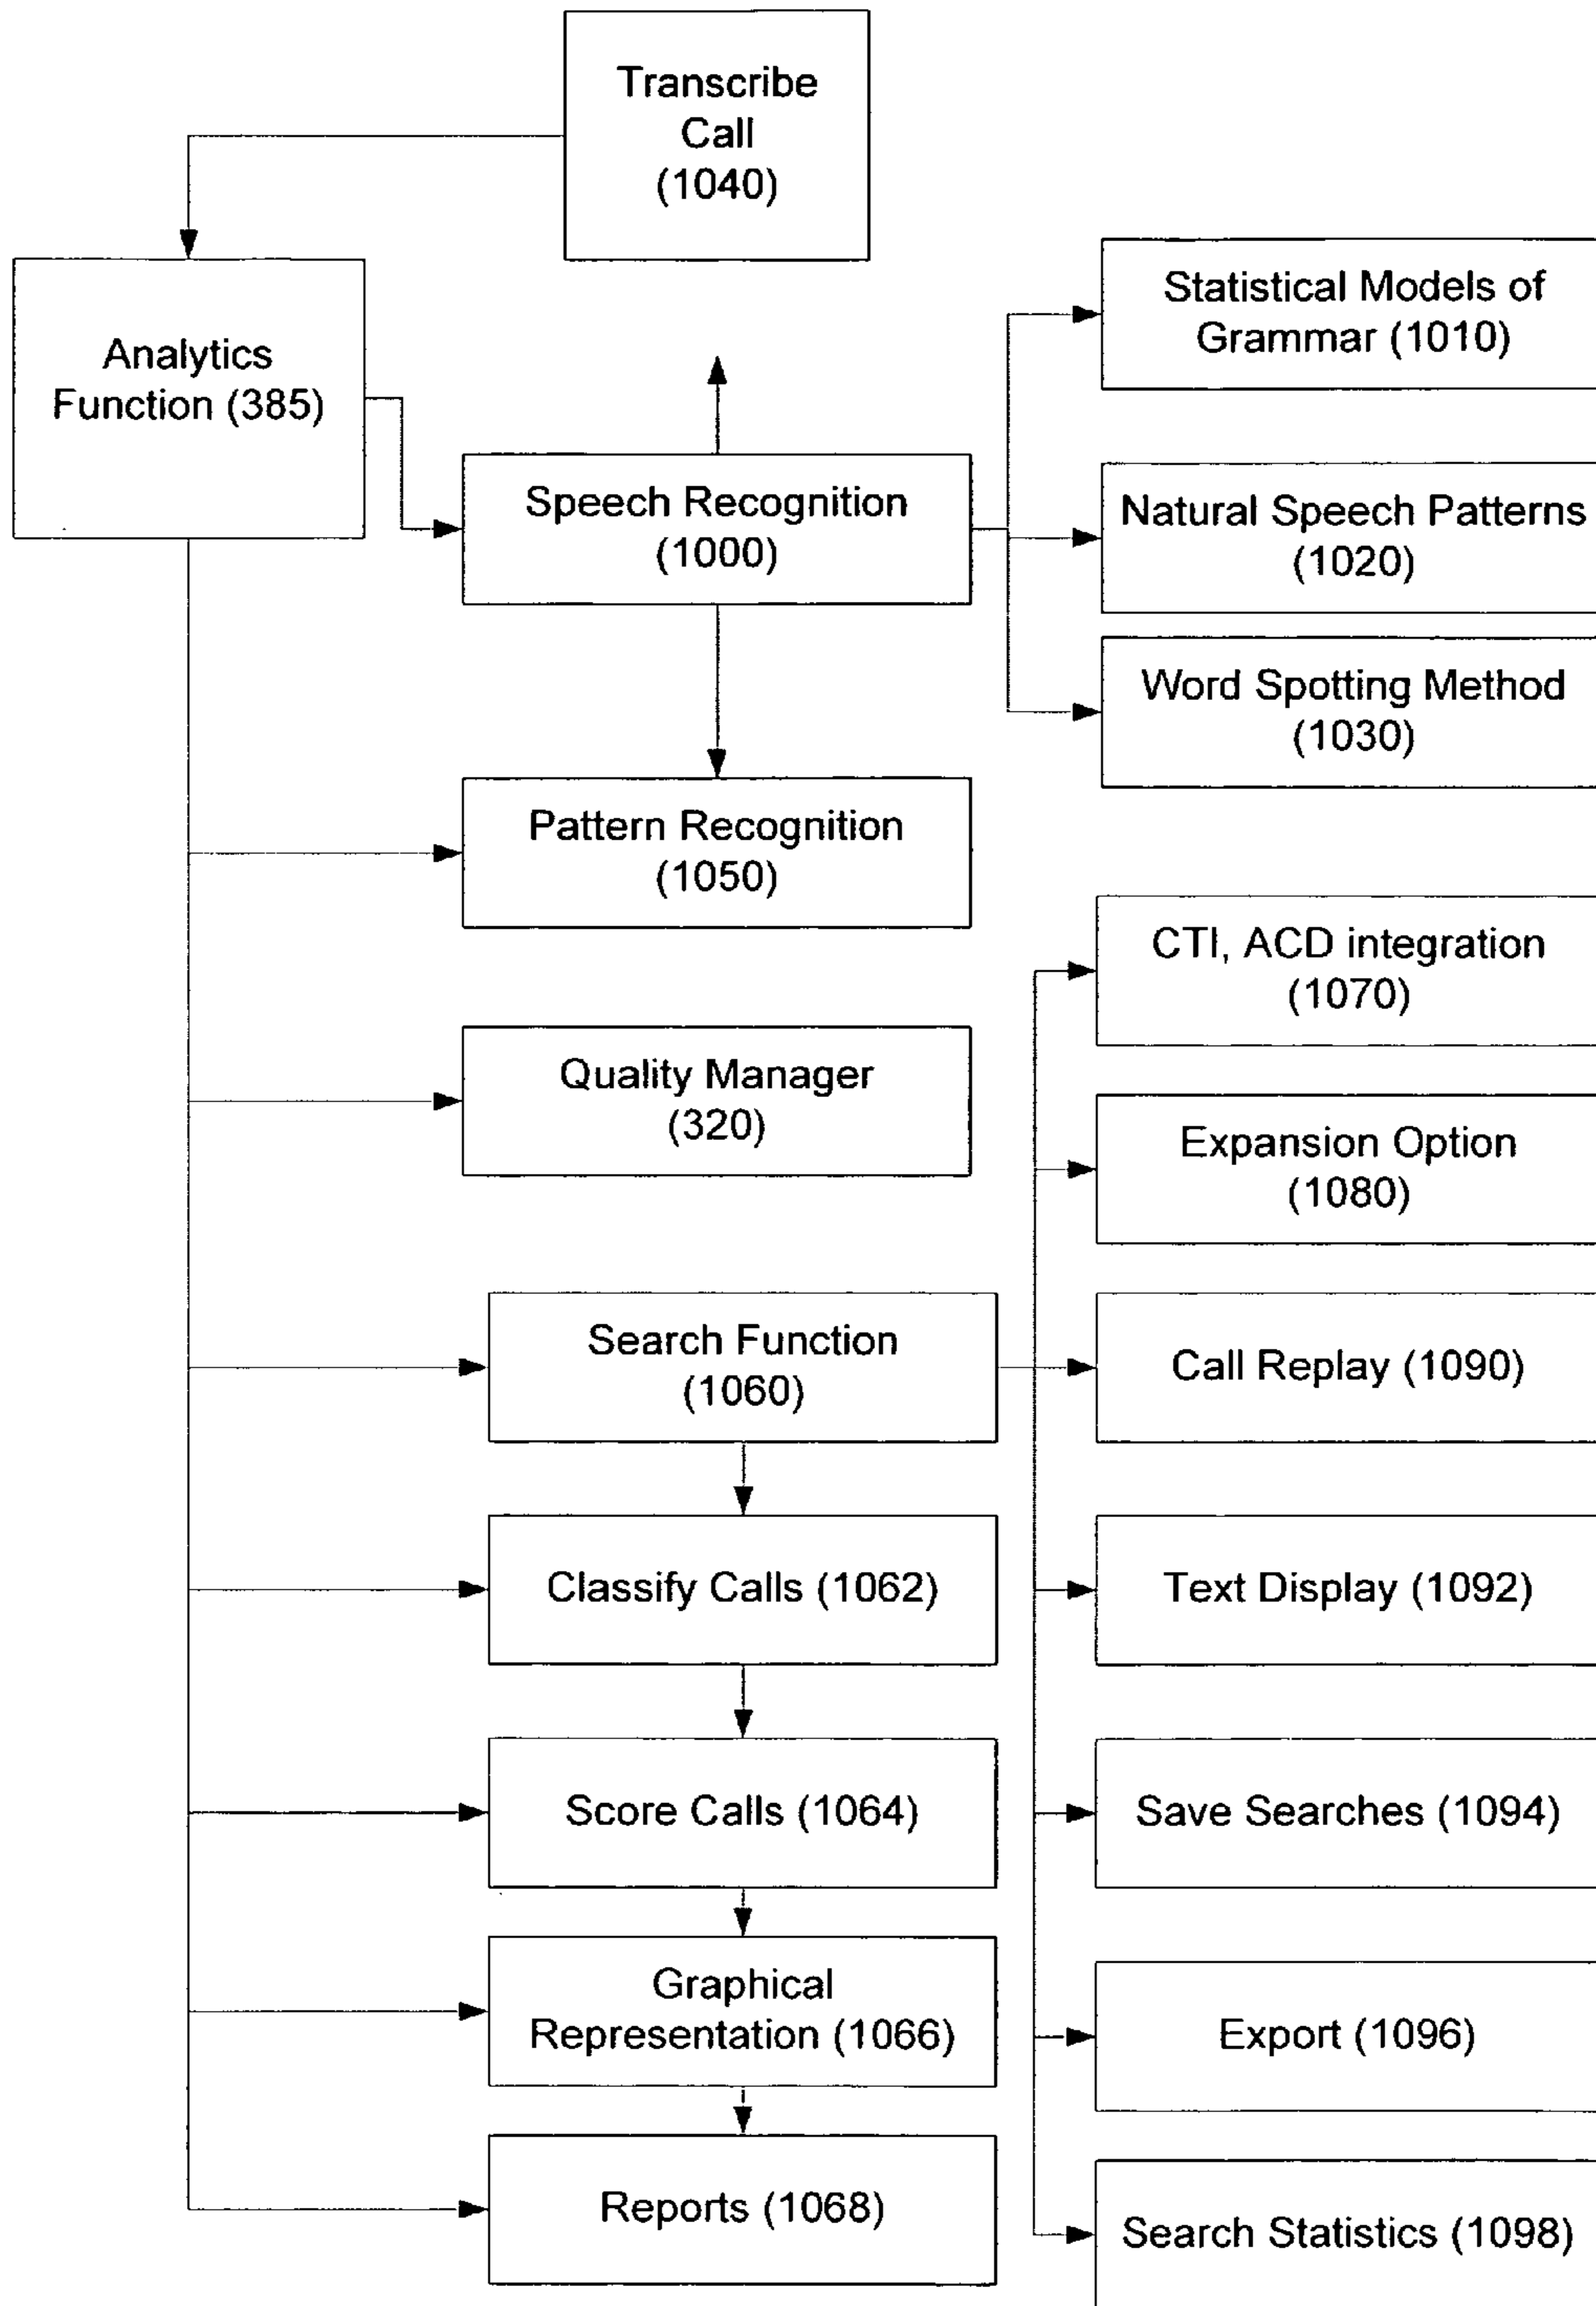 Transcribe
Call
(1040)
Analytics
Function (385)
Statistical Models of
Grammar (1010)
Speech Recognition
(1000)
Natural Speech Patterns
(1020)
Word Spotting Method
(1030)
Pattern Recognition
(1050)
CTI, ACD integration
(1070)
Quality Manager
(320)
Expansion Option
(1080)
Search Function
(1060)
Call Replay (1090)
Classify Calls (1062)
Text Display (1092)
Score Calls (1064)
Save Searches (1094)
Graphical
Representation (1066)
Export (1096)
Reports (1068)
Search Statistics (1098)